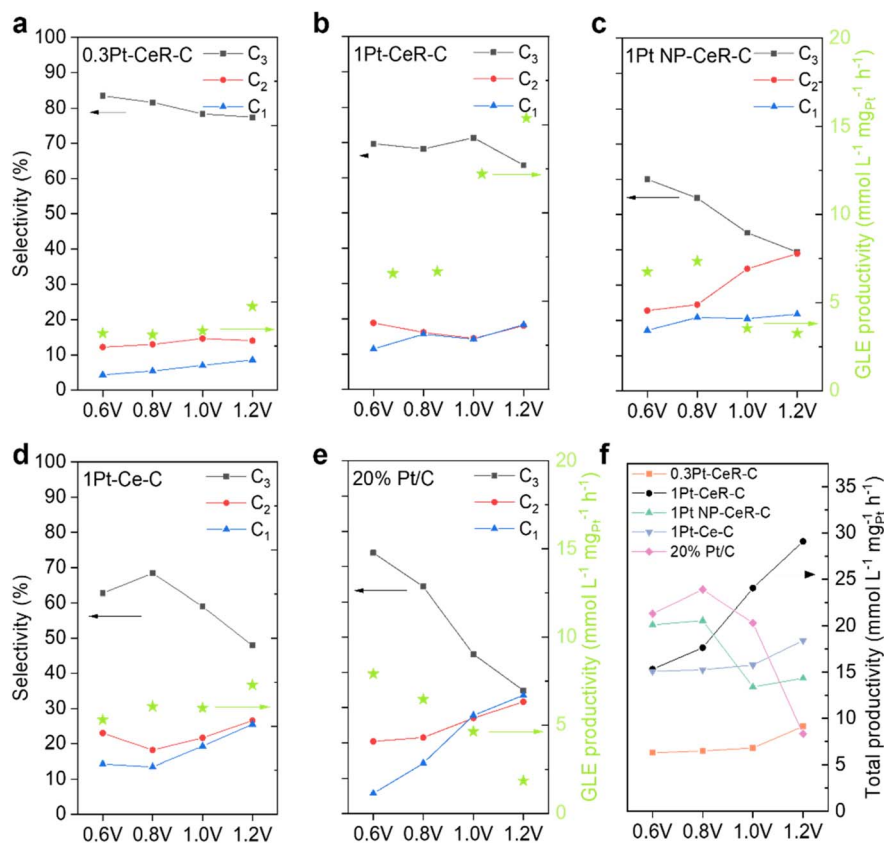 a
0.3Pt-CeR-C
C₃
C₂
C₁
Selectivity (%)
100
90
80
70
60
50
40
30
20
10
0
0.6V 0.8V 1.0V 1.2V
b
1Pt-CeR-C
C₃
C₂
C₁
0.6V 0.8V 1.0V 1.2V
c
1Pt NP-CeR-C
C₃
C₂
C₁
20
15
10
5
0
GLE productivity (mmol L⁻¹ mgPt⁻¹ h⁻¹)
0.6V 0.8V 1.0V 1.2V
d
1Pt-Ce-C
C₃
C₂
C₁
Selectivity (%)
100
90
80
70
60
50
40
30
20
10
0
0.6V 0.8V 1.0V 1.2V
e
20% Pt/C
C₃
C₂
C₁
20
15
10
5
0
GLE productivity (mmol L⁻¹ mgPt⁻¹ h⁻¹)
0.6V 0.8V 1.0V 1.2V
f
0.3Pt-CeR-C
1Pt-CeR-C
1Pt NP-CeR-C
1Pt-Ce-C
20% Pt/C
35
30
25
20
15
10
5
0
Total productivity (mmol L⁻¹ mgPt⁻¹ h⁻¹)
0.6V 0.8V 1.0V 1.2V